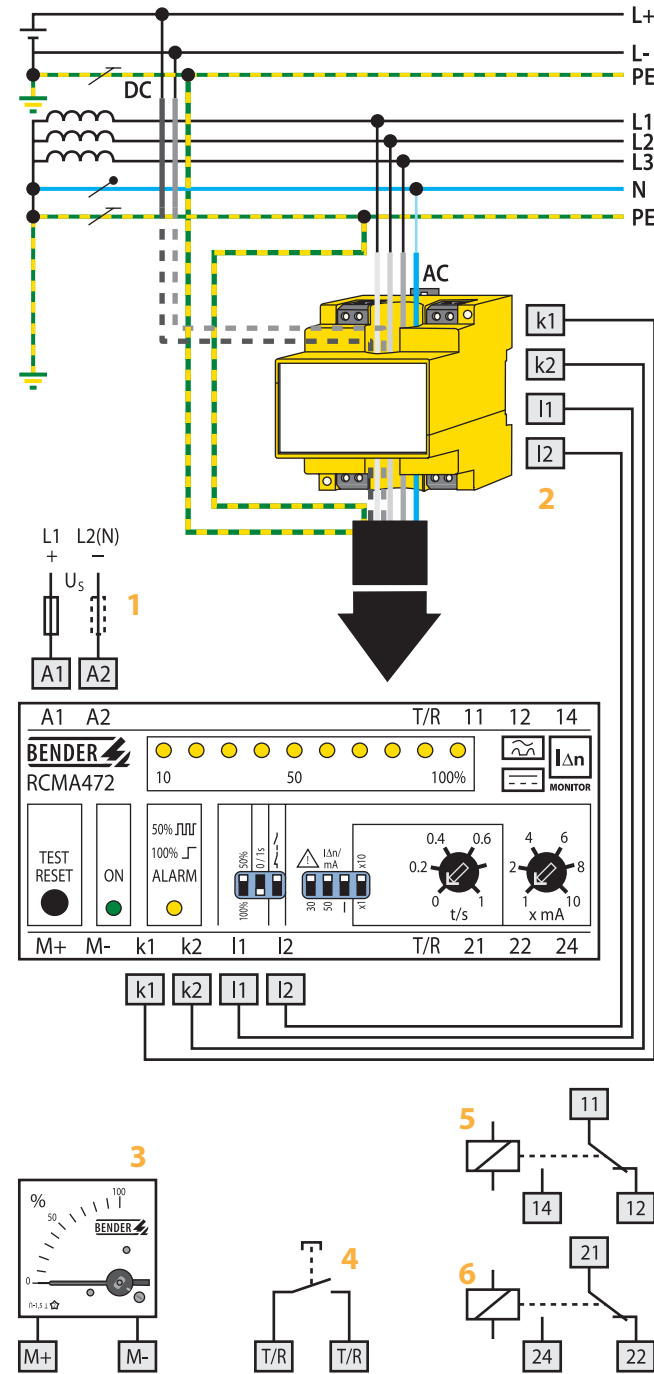 L+
L-
PE
DC
L1
L2
L3
N
PE
AC
k1
k2
l1
l2
2
L1 L2(N)
+ −
US
1
A1 A2
A1 A2 T/R 11 12 14
BENDER
RCMA472
10 50 100%
I∆n
MONITOR
TEST
RESET
ON
50%
100%
ALARM
50%
100%
0 / 1s
I∆n/
mA
x10
30
50
x1
0 0.2 0.4 0.6 1
t/s
1 2 4 6 8 10
x mA
M+ M- k1 k2 l1 l2 T/R 21 22 24
k1 k2 l1 l2
3
%
0 50 100
BENDER
M+ M-
4
T/R T/R
5
11
14 12
6
21
24 22